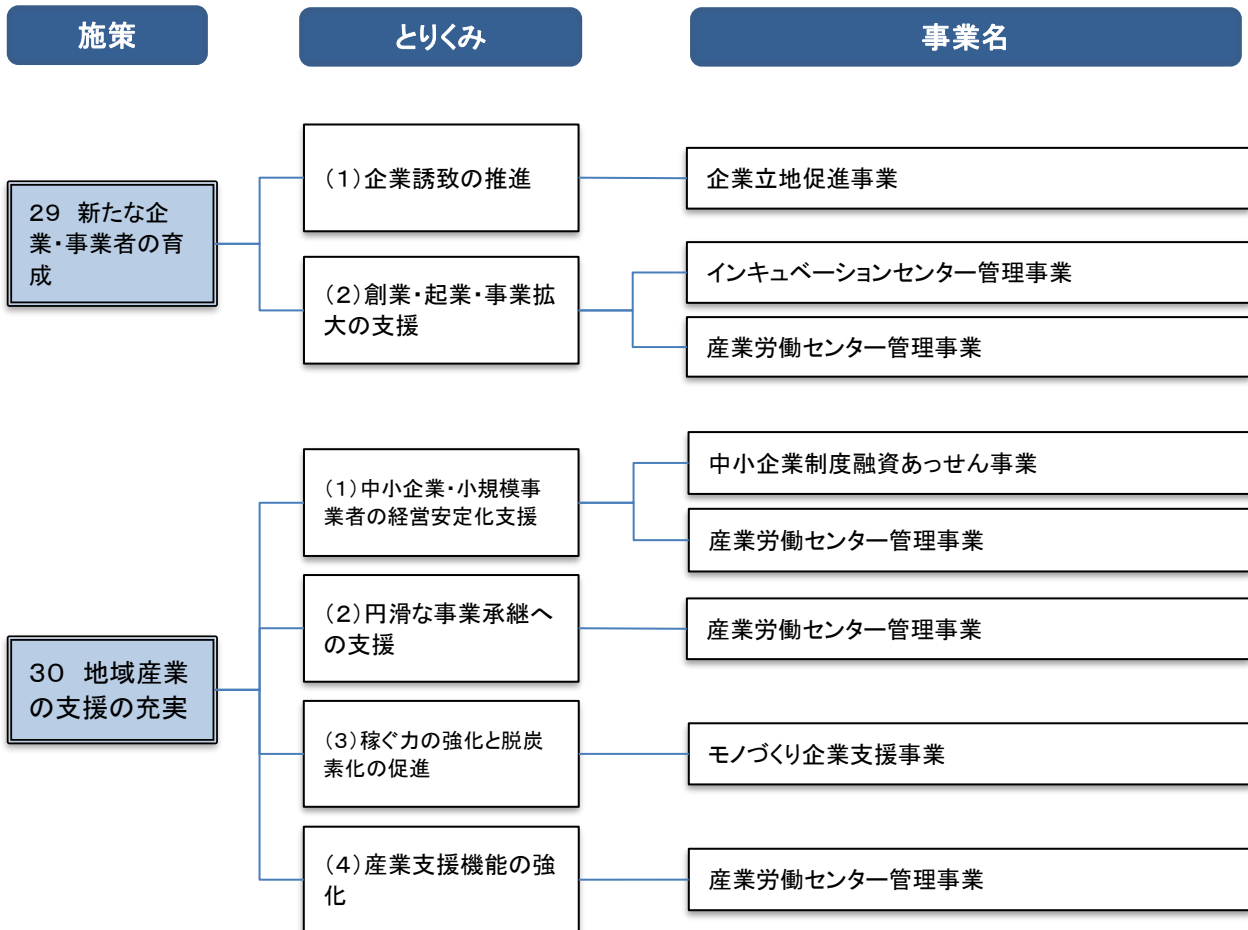 施策
とりくみ
事業名
29 新たな企
業・事業者の育
成
(1)企業誘致の推進
企業立地促進事業
(2)創業・起業・事業拡
大の支援
インキュベーションセンター管理事業
産業労働センター管理事業
30 地域産業
の支援の充実
(1)中小企業・小規模事
業者の経営安定化支援
中小企業制度融資あっせん事業
産業労働センター管理事業
(2)円滑な事業承継へ
の支援
産業労働センター管理事業
(3)稼ぐ力の強化と脱炭
素化の促進
モノづくり企業支援事業
(4)産業支援機能の強
化
産業労働センター管理事業